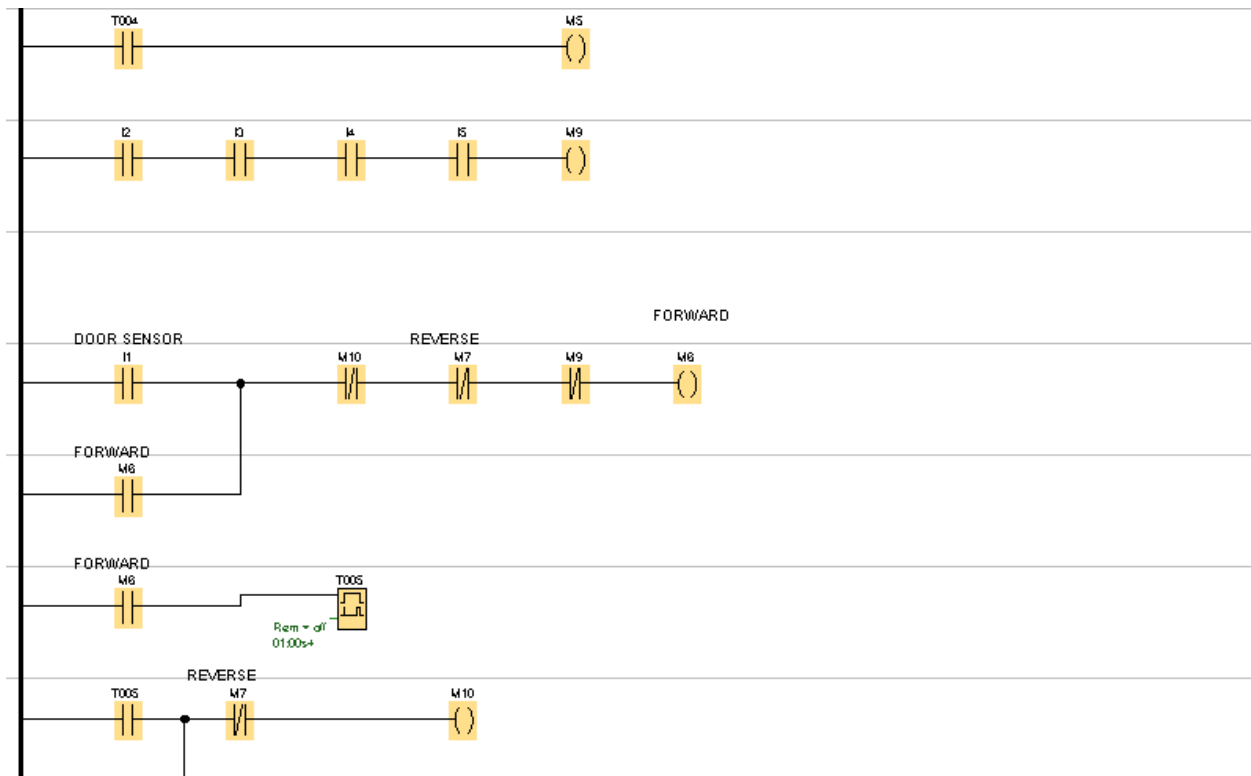 T004 M5
I2 I3 I4 I5 M9
FORWARD
DOOR SENSOR REVERSE
I1 M10 M7 M9 M6
FORWARD
M6
FORWARD
M6 T005
Rem = off
01:00s+
REVERSE
T005 M7 M10